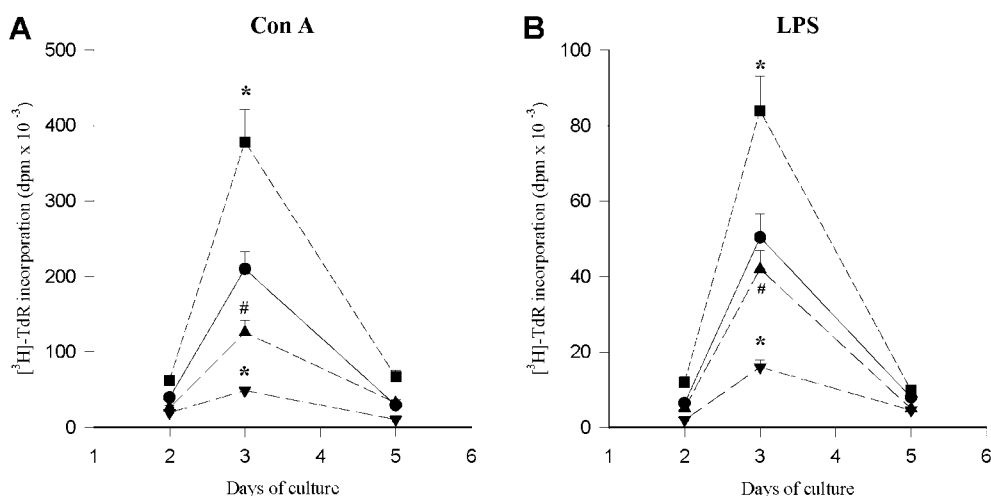 A
Con A
500
400
300
200
100
0
[³H]-TdR incorporation (dpm x 10 ⁻³)
*
#
*
1 2 3 4 5 6
Days of culture
B
LPS
100
80
60
40
20
0
[³H]-TdR incorporation (dpm x 10 ⁻³)
*
#
*
1 2 3 4 5 6
Days of culture